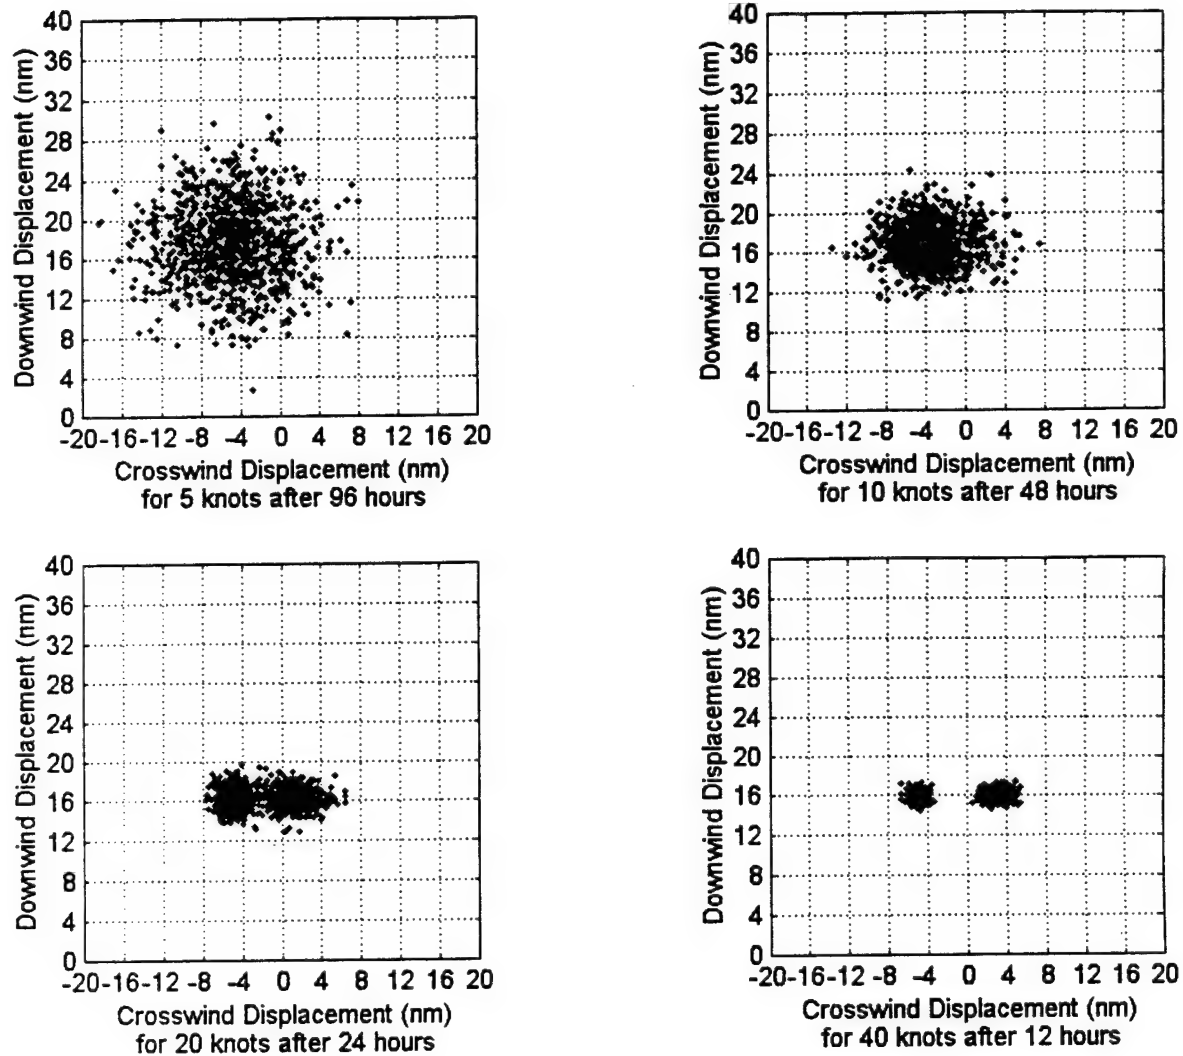 40
36
32
28
24
20
16
12
8
4
0
Downwind Displacement (nm)
-20-16-12 -8 -4 0 4 8 12 16 20
Crosswind Displacement (nm)
for 5 knots after 96 hours
40
36
32
28
24
20
16
12
8
4
0
Downwind Displacement (nm)
-20-16-12 -8 -4 0 4 8 12 16 20
Crosswind Displacement (nm)
for 10 knots after 48 hours
40
36
32
28
24
20
16
12
8
4
0
Downwind Displacement (nm)
-20-16-12 -8 -4 0 4 8 12 16 20
Crosswind Displacement (nm)
for 20 knots after 24 hours
40
36
32
28
24
20
16
12
8
4
0
Downwind Displacement (nm)
-20-16-12 -8 -4 0 4 8 12 16 20
Crosswind Displacement (nm)
for 40 knots after 12 hours